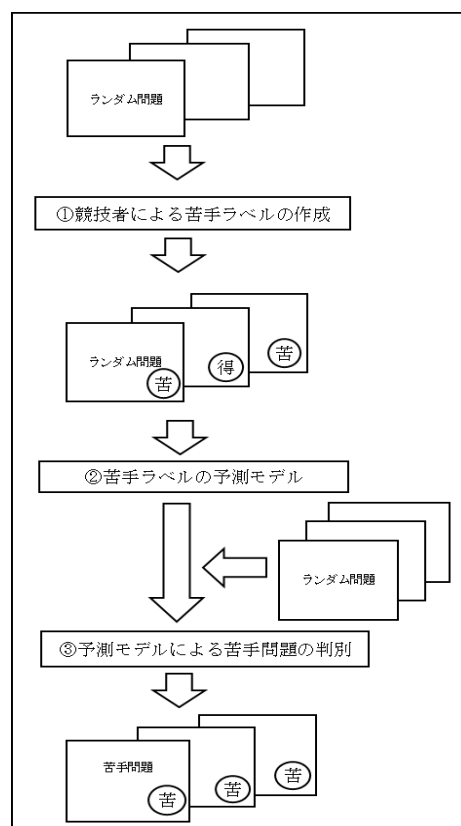 ランダム問題
①競技者による苦手ラベルの作成
ランダム問題
苦
得
苦
②苦手ラベルの予測モデル
ランダム問題
③予測モデルによる苦手問題の判別
苦手問題
苦
苦
苦